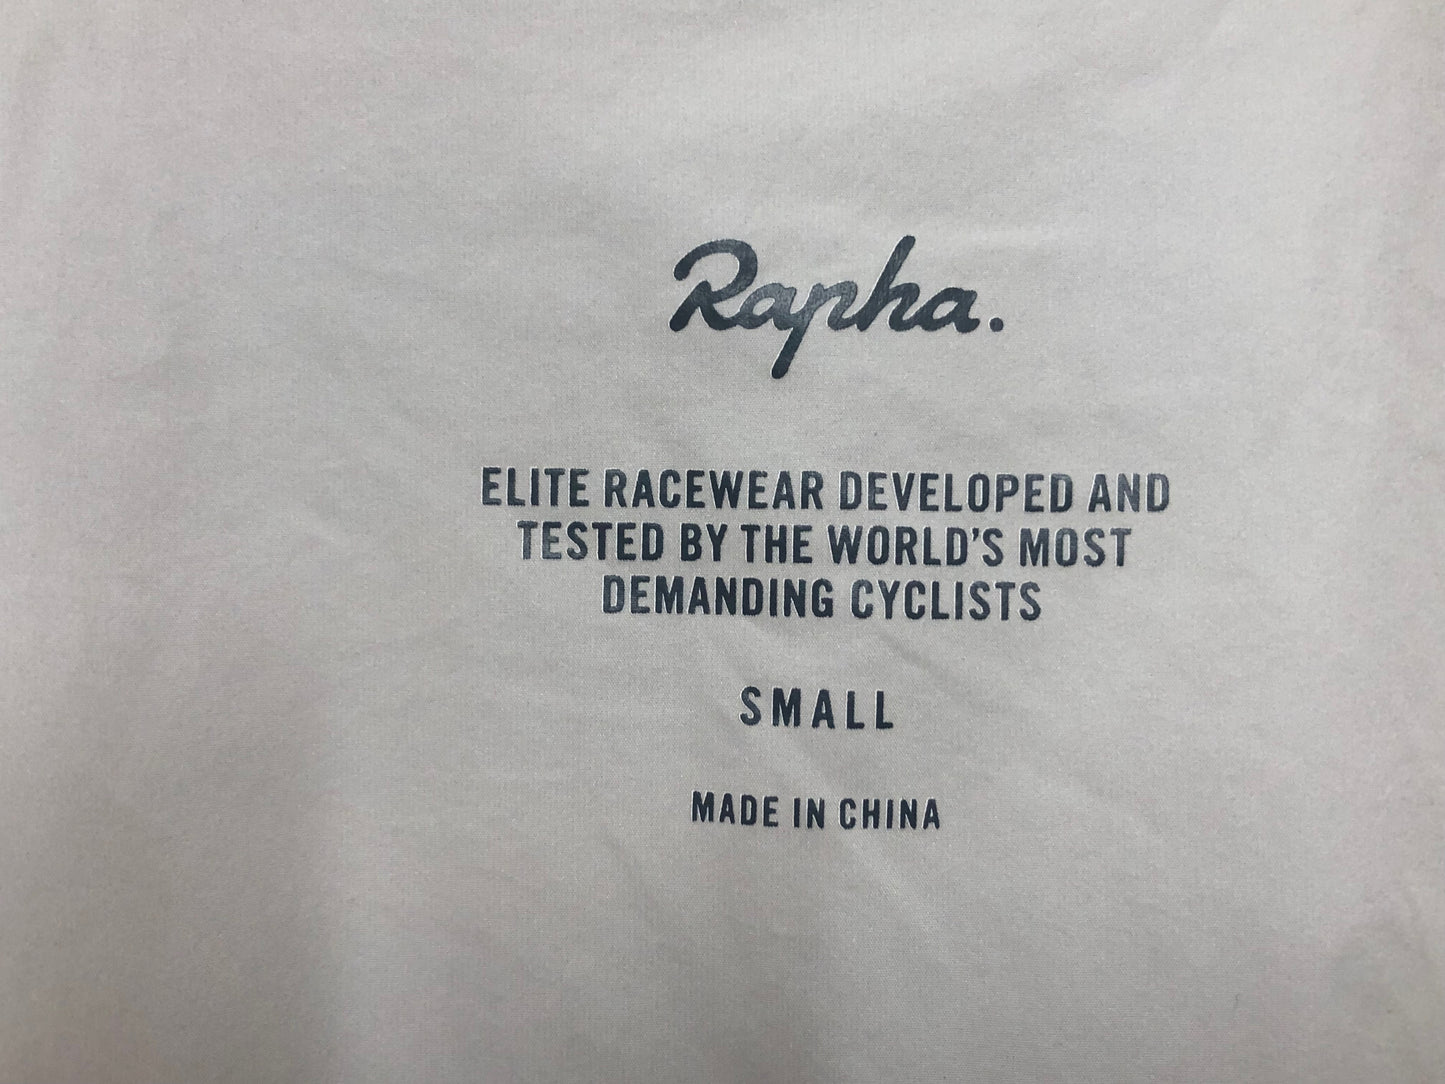 Rapha.
ELITE RACEWEAR DEVELOPED AND
TESTED BY THE WORLD'S MOST
DEMANDING CYCLISTS
SMALL
MADE IN CHINA